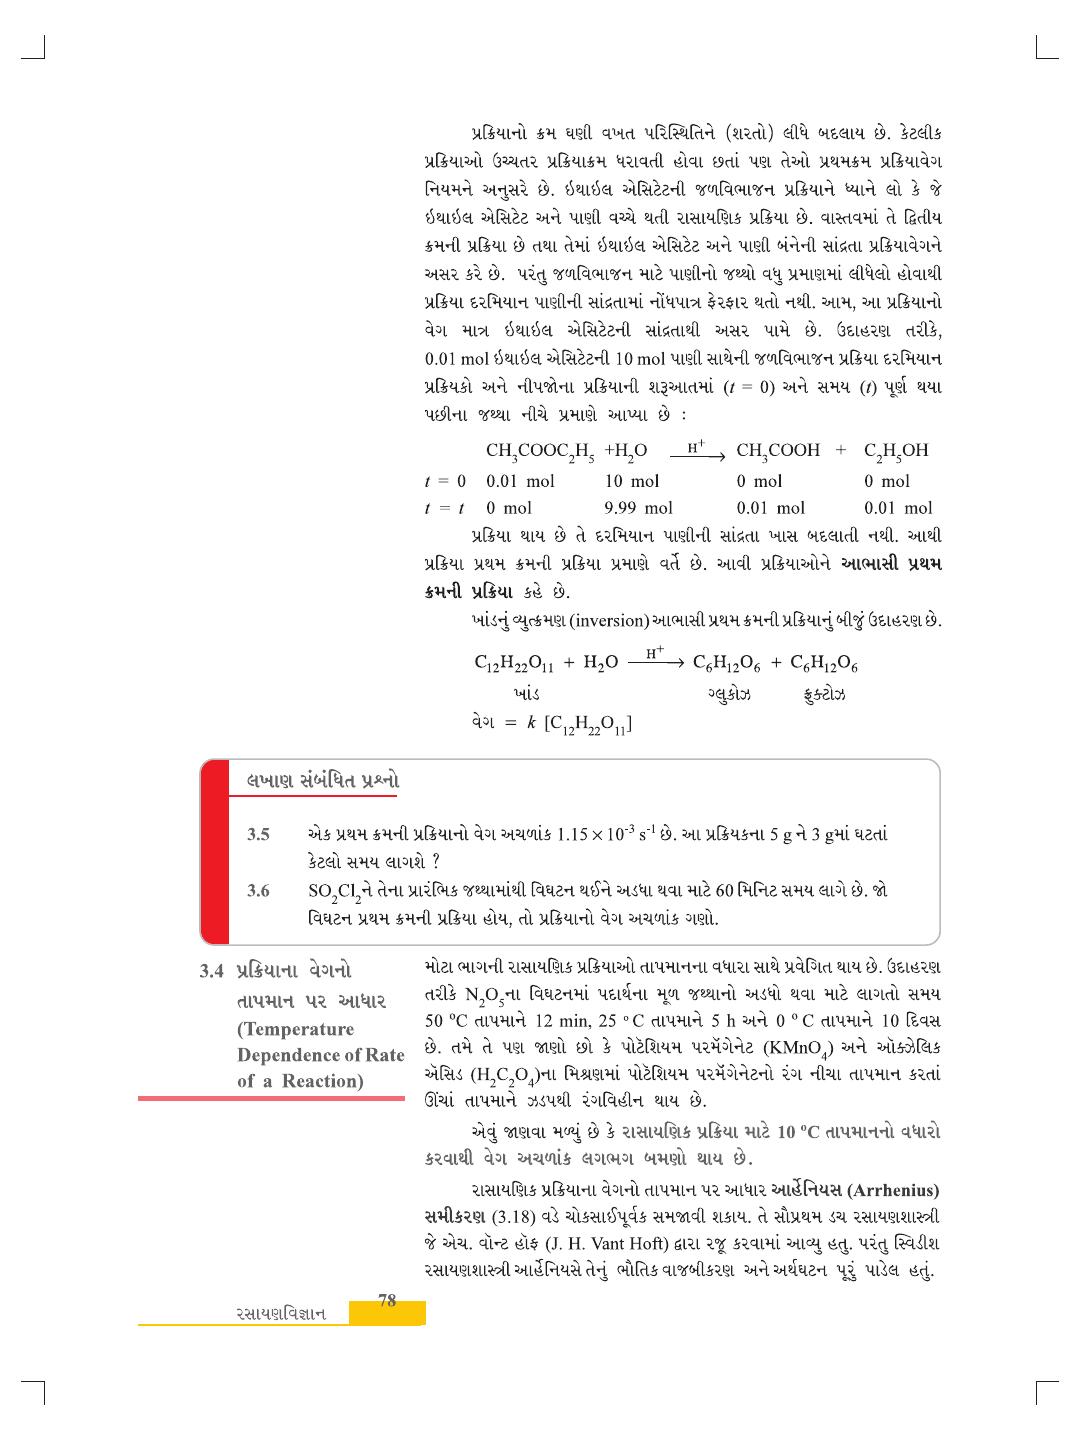 પ્રક્રિયાનો ક્રમ ઘણી વખત પરિસ્થિતિને (શરતો) લીધે બદલાય છે. કેટલીક
પ્રક્રિયાઓ ઉચ્ચતર પ્રક્રિયાક્રમ ધરાવતી હોવા છતાં પણ તેઓ પ્રથમક્રમ પ્રક્રિયાવેગ
નિયમને અનુસરે છે. ઇથાઇલ એસિટેટની જળવિભાજન પ્રક્રિયાને ધ્યાને લો કે જે
ઇથાઇલ એસિટેટ અને પાણી વચ્ચે થતી રાસાયણિક પ્રક્રિયા છે. વાસ્તવમાં તે દ્વિતીય
ક્રમની પ્રક્રિયા છે તથા તેમાં ઇથાઇલ એસિટેટ અને પાણી બંનેની સાંદ્રતા પ્રક્રિયાવેગને
અસર કરે છે. પરંતુ જળવિભાજન માટે પાણીનો જથ્થો વધુ પ્રમાણમાં લીધેલો હોવાથી
પ્રક્રિયા દરમિયાન પાણીની સાંદ્રતામાં નોંધપાત્ર ફેરફાર થતો નથી. આમ, આ પ્રક્રિયાનો
વેગ માત્ર ઇથાઇલ એસિટેટની સાંદ્રતાથી અસર પામે છે. ઉદાહરણ તરીકે,
0.01 mol ઇથાઇલ એસિટેટની 10 mol પાણી સાથેની જળવિભાજન પ્રક્રિયા દરમિયાન
પ્રક્રિયકો અને નીપજોના પ્રક્રિયાની શરૂઆતમાં (t = 0) અને સમય (t) પૂર્ણ થયા
પછીના જથ્થા નીચે પ્રમાણે આપ્યા છે :
CH₃COOC₂H₅ +H₂O —H⁺→ CH₃COOH + C₂H₅OH
t = 0 0.01 mol 10 mol 0 mol 0 mol
t = t 0 mol 9.99 mol 0.01 mol 0.01 mol
પ્રક્રિયા થાય છે તે દરમિયાન પાણીની સાંદ્રતા ખાસ બદલાતી નથી. આથી
પ્રક્રિયા પ્રથમ ક્રમની પ્રક્રિયા પ્રમાણે વર્તે છે. આવી પ્રક્રિયાઓને આભાસી પ્રથમ
ક્રમની પ્રક્રિયા કહે છે.
ખાંડનું વ્યુત્ક્રમણ (inversion) આભાસી પ્રથમ ક્રમની પ્રક્રિયાનું બીજું ઉદાહરણ છે.
C₁₂H₂₂O₁₁ + H₂O —H⁺→ C₆H₁₂O₆ + C₆H₁₂O₆
ખાંડ ગ્લુકોઝ ફ્રુક્ટોઝ
વેગ = k [C₁₂H₂₂O₁₁]
લખાણ સંબંધિત પ્રશ્નો
3.5 એક પ્રથમ ક્રમની પ્રક્રિયાનો વેગ અચળાંક 1.15 × 10⁻³ s⁻¹ છે. આ પ્રક્રિયકના 5 g ને 3 gમાં ઘટતાં
કેટલો સમય લાગશે ?
3.6 SO₂Cl₂ને તેના પ્રારંભિક જથ્થામાંથી વિઘટન થઈને અડધા થવા માટે 60 મિનિટ સમય લાગે છે. જો
વિઘટન પ્રથમ ક્રમની પ્રક્રિયા હોય, તો પ્રક્રિયાનો વેગ અચળાંક ગણો.
3.4 પ્રક્રિયાના વેગનો
તાપમાન પર આધાર
(Temperature
Dependence of Rate
of a Reaction)
મોટા ભાગની રાસાયણિક પ્રક્રિયાઓ તાપમાનના વધારા સાથે પ્રવેગિત થાય છે. ઉદાહરણ
તરીકે N₂O₅ના વિઘટનમાં પદાર્થના મૂળ જથ્થાનો અડધો થવા માટે લાગતો સમય
50 ºC તાપમાને 12 min, 25 º C તાપમાને 5 h અને 0 º C તાપમાને 10 દિવસ
છે. તમે તે પણ જાણો છો કે પોટૅશિયમ પરમૅંગેનેટ (KMnO₄) અને ઑક્ઝેલિક
ઍસિડ (H₂C₂O₄)ના મિશ્રણમાં પોટૅશિયમ પરમૅંગેનેટનો રંગ નીચા તાપમાન કરતાં
ઊંચાં તાપમાને ઝડપથી રંગવિહીન થાય છે.
એવું જાણવા મળ્યું છે કે રાસાયણિક પ્રક્રિયા માટે 10 ºC તાપમાનનો વધારો
કરવાથી વેગ અચળાંક લગભગ બમણો થાય છે.
રાસાયણિક પ્રક્રિયાના વેગનો તાપમાન પર આધાર આર્હેનિયસ (Arrhenius)
સમીકરણ (3.18) વડે ચોકસાઈપૂર્વક સમજાવી શકાય. તે સૌપ્રથમ ડચ રસાયણશાસ્ત્રી
જે એચ. વૉન્ટ હૉફ (J. H. Vant Hoft) દ્વારા રજૂ કરવામાં આવ્યુ હતુ. પરંતુ સ્વિડીશ
રસાયણશાસ્ત્રી આર્હેનિયસે તેનું ભૌતિક વાજબીકરણ અને અર્થઘટન પૂરું પાડેલ હતું.
રસાયણવિજ્ઞાન 78